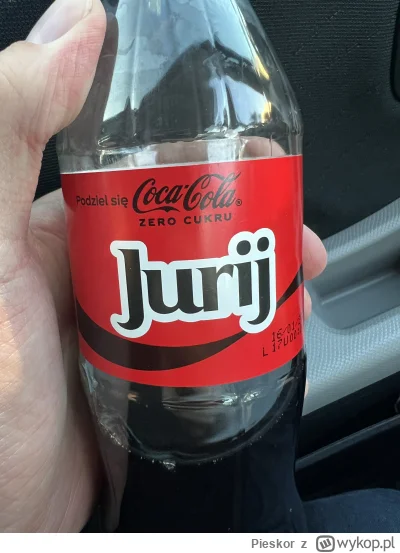 Podziel się Coca-Cola®
ZERO CUKRU
Jurij
Pieskor z wykop.pl